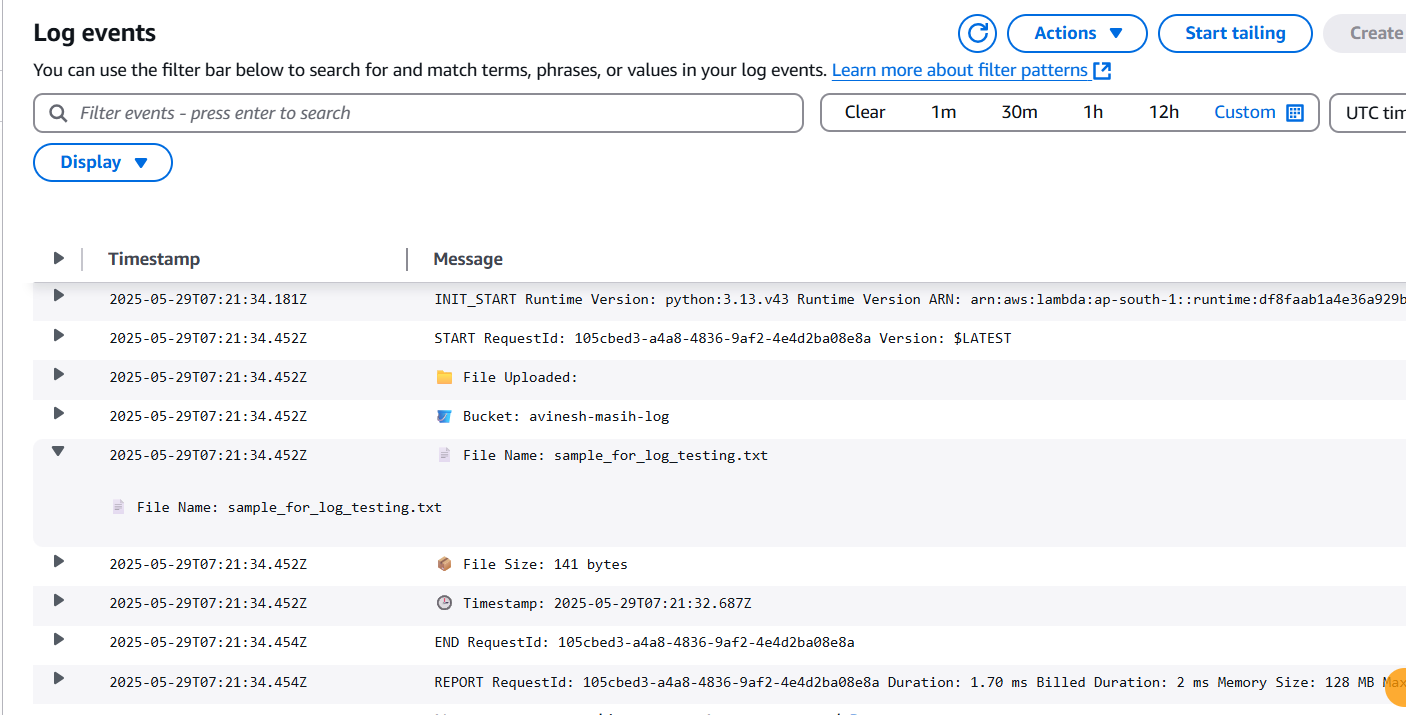 Log events
Actions
Start tailing
Create
You can use the filter bar below to search for and match terms, phrases, or values in your log events. Learn more about filter patterns
Filter events - press enter to search
Clear 1m 30m 1h 12h Custom
UTC tim
Display
Timestamp Message
2025-05-29T07:21:34.181Z INIT_START Runtime Version: python:3.13.v43 Runtime Version ARN: arn:aws:lambda:ap-south-1::runtime:df8faab1a4e36a929b
2025-05-29T07:21:34.452Z START RequestId: 105cbed3-a4a8-4836-9af2-4e4d2ba08e8a Version: $LATEST
2025-05-29T07:21:34.452Z 📁 File Uploaded:
2025-05-29T07:21:34.452Z Bucket: avinesh-masih-log
2025-05-29T07:21:34.452Z 📄 File Name: sample_for_log_testing.txt
📄 File Name: sample_for_log_testing.txt
2025-05-29T07:21:34.452Z 📦 File Size: 141 bytes
2025-05-29T07:21:34.452Z 🕒 Timestamp: 2025-05-29T07:21:32.687Z
2025-05-29T07:21:34.454Z END RequestId: 105cbed3-a4a8-4836-9af2-4e4d2ba08e8a
2025-05-29T07:21:34.454Z REPORT RequestId: 105cbed3-a4a8-4836-9af2-4e4d2ba08e8a Duration: 1.70 ms Billed Duration: 2 ms Memory Size: 128 MB Max